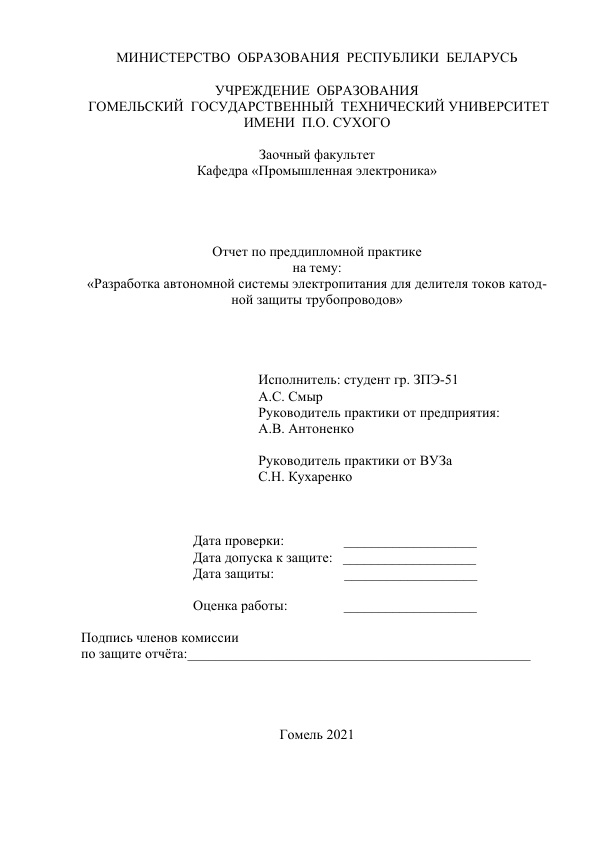 МИНИСТЕРСТВО ОБРАЗОВАНИЯ РЕСПУБЛИКИ БЕЛАРУСЬ
УЧРЕЖДЕНИЕ ОБРАЗОВАНИЯ
ГОМЕЛЬСКИЙ ГОСУДАРСТВЕННЫЙ ТЕХНИЧЕСКИЙ УНИВЕРСИТЕТ
ИМЕНИ П.О. СУХОГО
Заочный факультет
Кафедра «Промышленная электроника»
Отчет по преддипломной практике
на тему:
«Разработка автономной системы электропитания для делителя токов катод-
ной защиты трубопроводов»
Исполнитель: студент гр. ЗПЭ-51
А.С. Смыр
Руководитель практики от предприятия:
А.В. Антоненко
Руководитель практики от ВУЗа
С.Н. Кухаренко
Дата проверки: ___________________
Дата допуска к защите: ___________________
Дата защиты: ___________________
Оценка работы: ___________________
Подпись членов комиссии
по защите отчёта:_________________________________________________
Гомель 2021